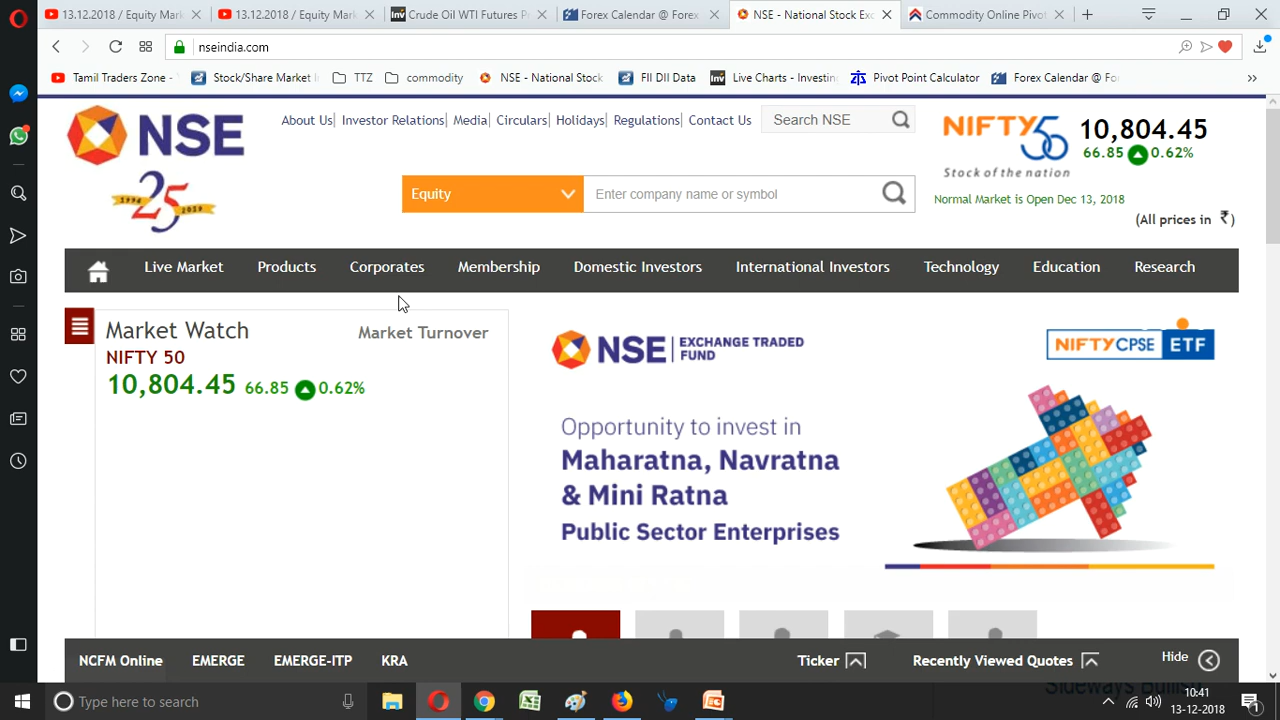 13.12.2018 / Equity Mark
13.12.2018 / Equity Mark
Crude Oil WTI Futures P
Forex Calendar @ Forex
NSE - National Stock Exc
Commodity Online Pivot
nseindia.com
Tamil Traders Zone -
Stock/Share Market I
TTZ
commodity
NSE - National Stock
FII DII Data
Live Charts - Investin
Pivot Point Calculator
Forex Calendar @ Fo
NSE
1994 25 2019
About Us| Investor Relations| Media| Circulars| Holidays| Regulations| Contact Us
Search NSE
Equity
Enter company name or symbol
NIFTY 50
Stock of the nation
10,804.45
66.85 0.62%
Normal Market is Open Dec 13, 2018
(All prices in ₹)
Live Market Products Corporates Membership Domestic Investors International Investors Technology Education Research
Market Watch
Market Turnover
NIFTY 50
10,804.45 66.85 0.62%
NSE EXCHANGE TRADED
FUND
NIFTY CPSE ETF
Opportunity to invest in
Maharatna, Navratna
& Mini Ratna
Public Sector Enterprises
NCFM Online EMERGE EMERGE-ITP KRA
Ticker
Recently Viewed Quotes
Hide
Sideways Bullish
Type here to search
10:41
13-12-2018
1